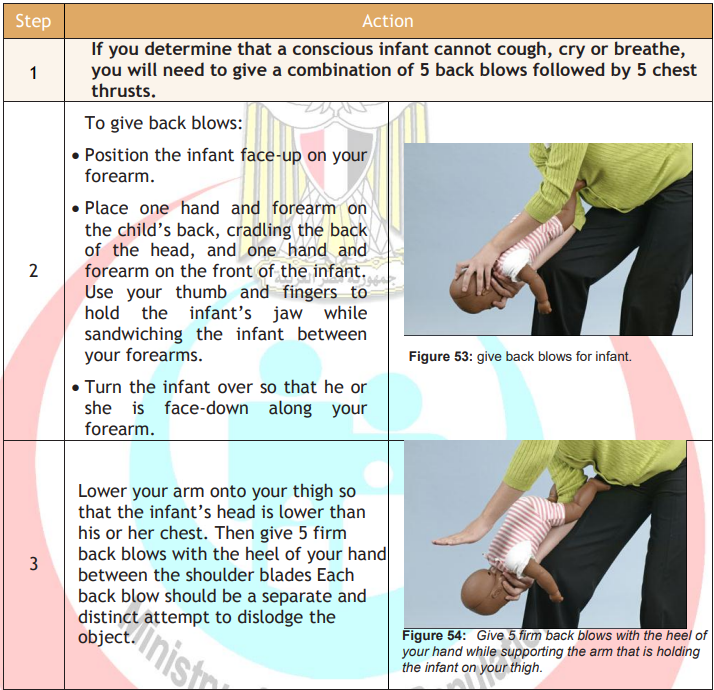 Step
Action
1
If you determine that a conscious infant cannot cough, cry or breathe,
you will need to give a combination of 5 back blows followed by 5 chest
thrusts.
2
To give back blows:
• Position the infant face-up on your
forearm.
• Place one hand and forearm on
the child's back, cradling the back
of the head, and one hand and
forearm on the front of the infant.
Use your thumb and fingers to
hold the infant's jaw while
sandwiching the infant between
your forearms.
• Turn the infant over so that he or
she is face-down along your
forearm.
Figure 53: give back blows for infant.
3
Lower your arm onto your thigh so
that the infant's head is lower than
his or her chest. Then give 5 firm
back blows with the heel of your hand
between the shoulder blades Each
back blow should be a separate and
distinct attempt to dislodge the
object.
Figure 54: Give 5 firm back blows with the heel of
your hand while supporting the arm that is holding
the infant on your thigh.